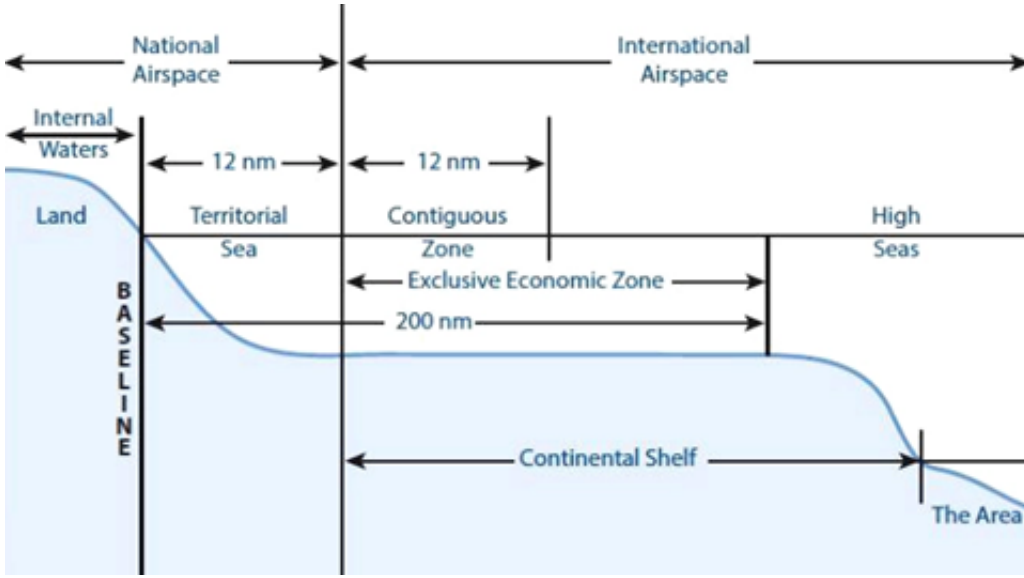 National
Airspace
International
Airspace
Internal
Waters
12 nm
12 nm
Land
Territorial
Sea
Contiguous
Zone
High
Seas
Exclusive Economic Zone
200 nm
BASELINE
Continental Shelf
The Area